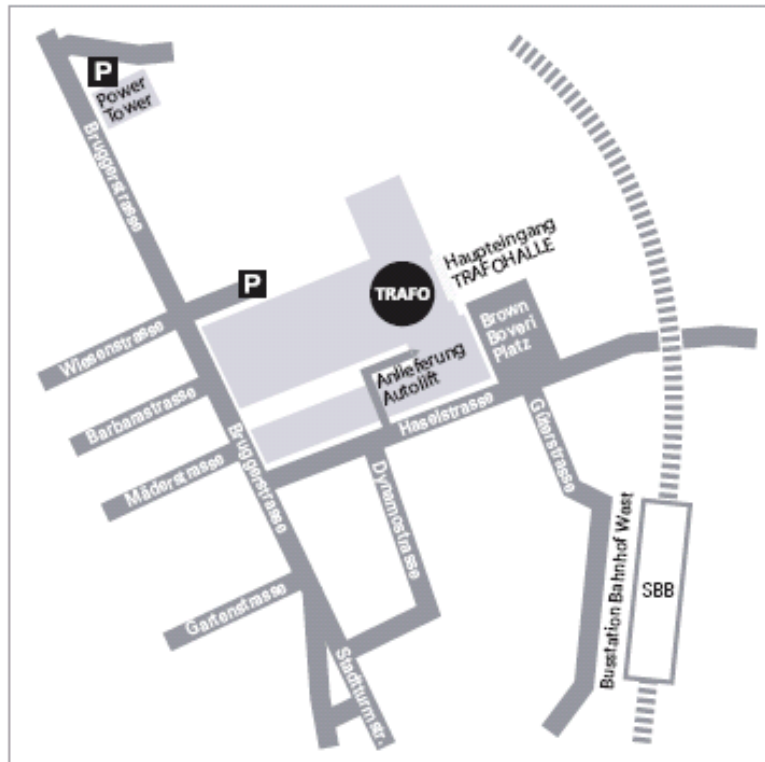 P
Power
Tower
Bruggerstrasse
Haupteingang
TRAFOHALLE
P
TRAFO
Brown
Boveri
Platz
Wiesenstrasse
Anlieferung
Autolift
Barbarastrasse
Haselstrasse
Güterstrasse
Bruggerstrasse
Mäderstrasse
Dynamostrasse
Busstation Bahnhof West
SBB
Gartenstrasse
Stadtturmstr.